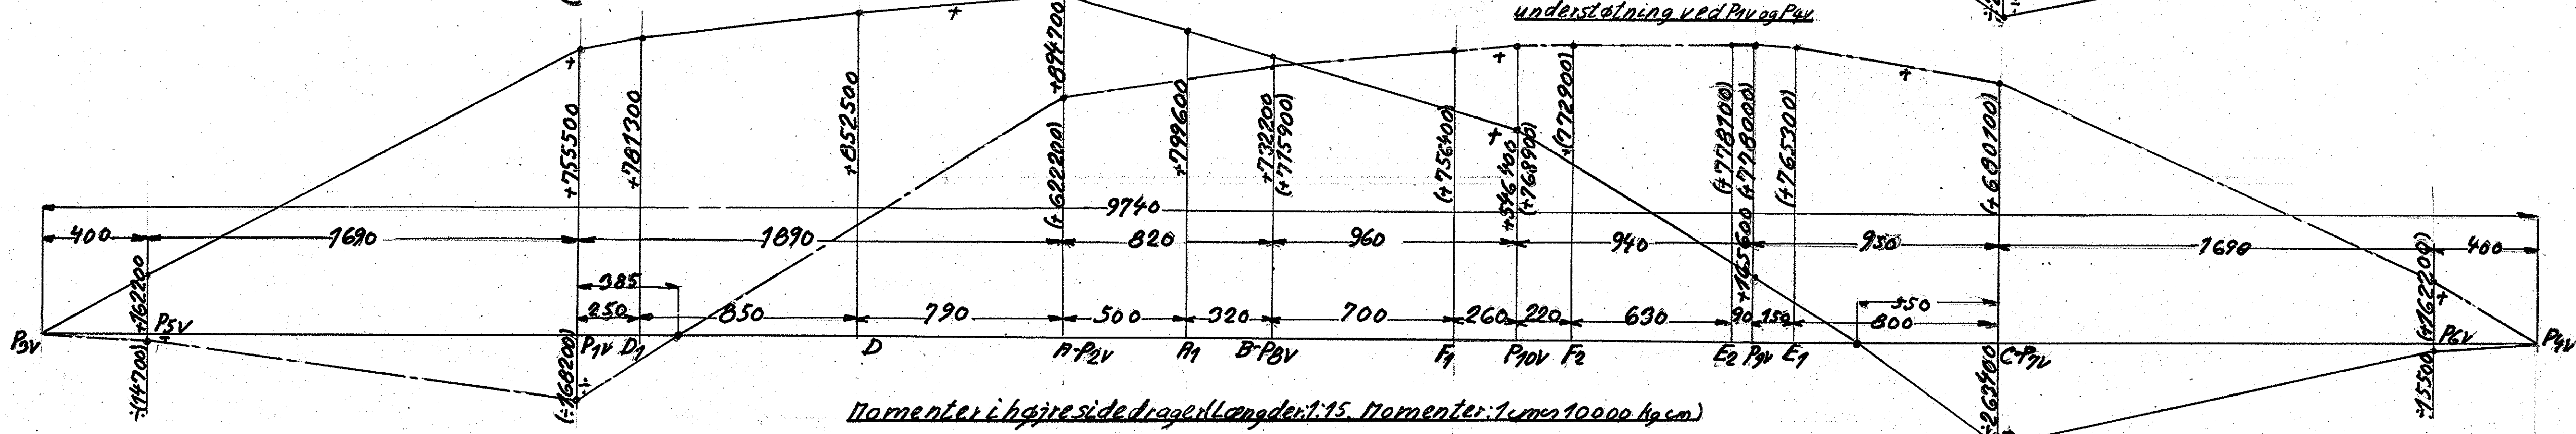 understøtning ved P1v og P4v
+
+
+
+
+
+
+755500
+781300
+852500
+894700
(+622200)
+799600
+732200
(+715900)
(+756400)
+546400
(+768900)
+(772900)
(+778100)
+165600 (+778000)
(+765300)
(+680100)
9740
400
1690
1890
820
960
940
950
1690
400
385
550
250
850
790
500
320
700
260
220
630
90
150
800
+162200
(+162200)
P3v
P5v
P1v
D1
D
A-P2v
A1
B-P8v
F1
P10v
F2
E2
P9v
E1
C-P7v
P6v
P4v
÷(14700)
(÷168200)
÷
÷15500
Momenter i højre sidedrager (Længder: 1:15. Momenter: 1cm ∾ 10000 kg cm)